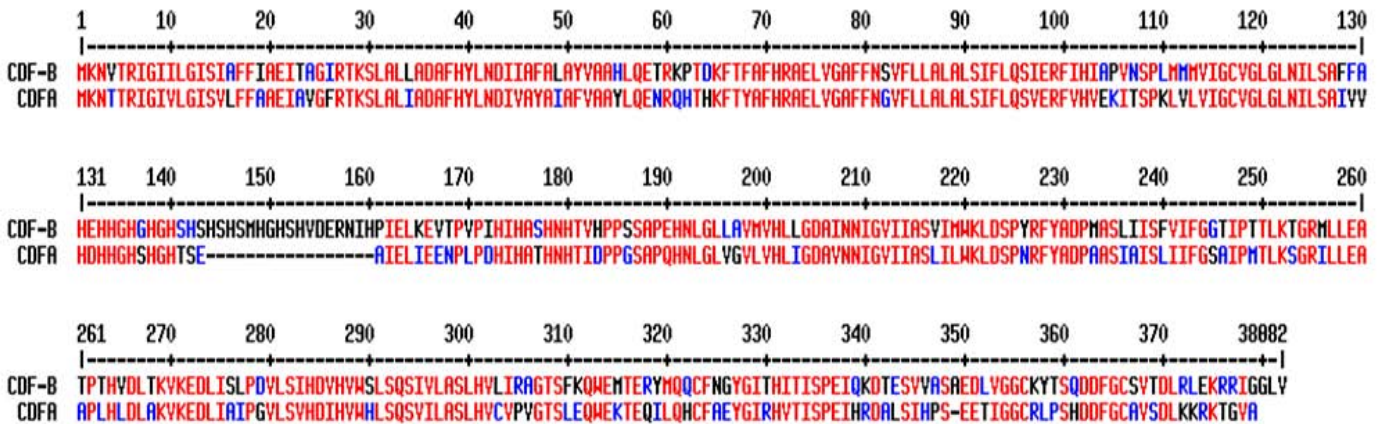 1 10 20 30 40 50 60 70 80 90 100 110 120 130
CDF-B MKNVTRIGIILGISIAFFIAEITAGIRTKSLALLADAFHYLNDIIAFALAYVAAHLQETRKPTDKFTFAFHRAELVGAFFNSVFLLALALSIFLQSIERFIHIAPVNSPLMMMVIGCVGLGLNILSAFFA
CDFA MKNTTRIGIVLGISVLFFAAEIAVGFRTKSLALIADAFHYLNDIVAYAIAFVAAYLQENRQHTHKFTYAFHRAELVGAFFNGVFLLALALSIFLQSVERFVHVEKITSPKLVLVIGCVGLGLNILSAIVV
131 140 150 160 170 180 190 200 210 220 230 240 250 260
CDF-B HEHHGHGHGHSHSHSHSMHGHSHVDERNIHPIELKEVTPVPIHIHASHNHTVHPPSSAPEHNLGLLAVMVHLLGDAINNIGVIIASVIMWKLDSPYRFYADPMASLIISFVIFGGTIPTTLKTGRMLLEA
CDFA HDHHGHSHGHTSE-----------------AIELIEENPLPDHIHATHNHTIDPPGSAPQHNLGLVGVLVHLIGDAVNNIGVIIASLILWKLDSPNRFYADPAASIAISLIIFGSAIPMTLKSGRILLEA
261 270 280 290 300 310 320 330 340 350 360 370 380382
CDF-B TPTHVDLTKVKEDLISLPDVLSIHDVHVWSLSQSIVLASLHVLIRAGTSFKQWEMTERYMQQCFNGYGITHITISPEIQKDTESVVASAEDLVGGCKYTSQDDFGCSVTDLRLEKRRIGGLV
CDFA APLHLDLAKVKEDLIAIPGVLSVHDIHVWHLSQSVILASLHVCVPVGTSLEQWEKTEQILQHCFAEYGIRHVTISPEIHRDALSIHPS-EETIGGCRLPSHDDFGCAVSDLKKRKTGVA